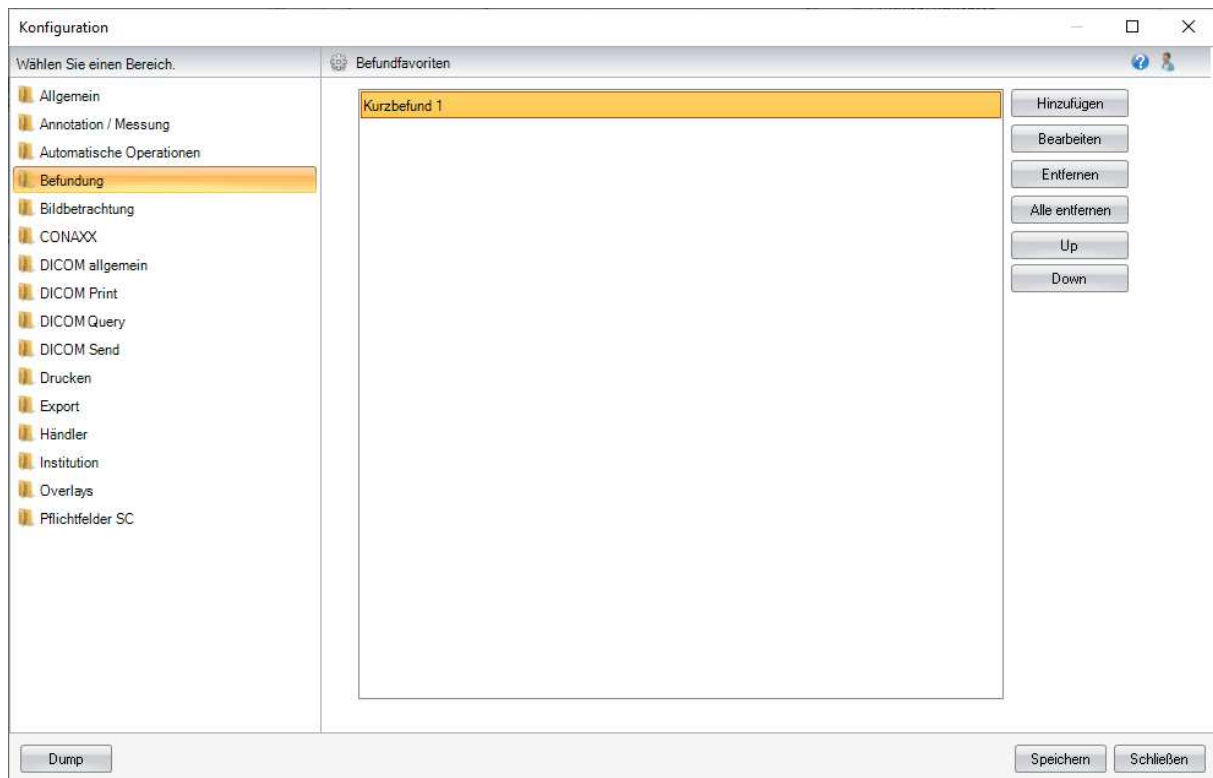 Konfiguration
Wählen Sie einen Bereich.
Befundfavoriten
Allgemein
Annotation / Messung
Automatische Operationen
Befundung
Bildbetrachtung
CONAXX
DICOM allgemein
DICOM Print
DICOM Query
DICOM Send
Drucken
Export
Händler
Institution
Overlays
Pflichtfelder SC
Kurzbefund 1
Hinzufügen
Bearbeiten
Entfernen
Alle entfernen
Up
Down
Dump
Speichern
Schließen